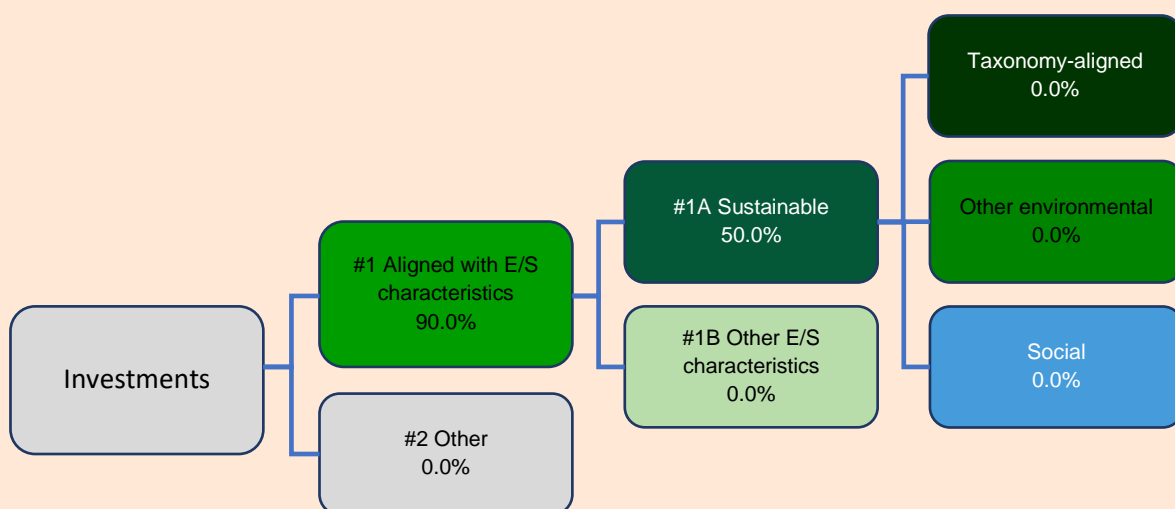 Investments
#1 Aligned with E/S
characteristics
90.0%
#2 Other
0.0%
#1A Sustainable
50.0%
#1B Other E/S
characteristics
0.0%
Taxonomy-aligned
0.0%
Other environmental
0.0%
Social
0.0%